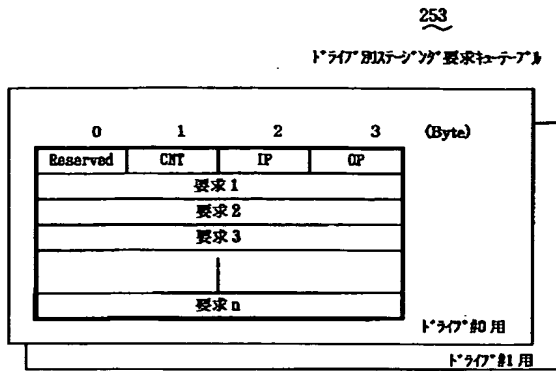 253
ドライブ別ステージング要求キューテーブル
0 1 2 3 (Byte)
Reserved CNT IP OP
要求 1
要求 2
要求 3
要求 n
ドライブ#0 用
ドライブ#1 用